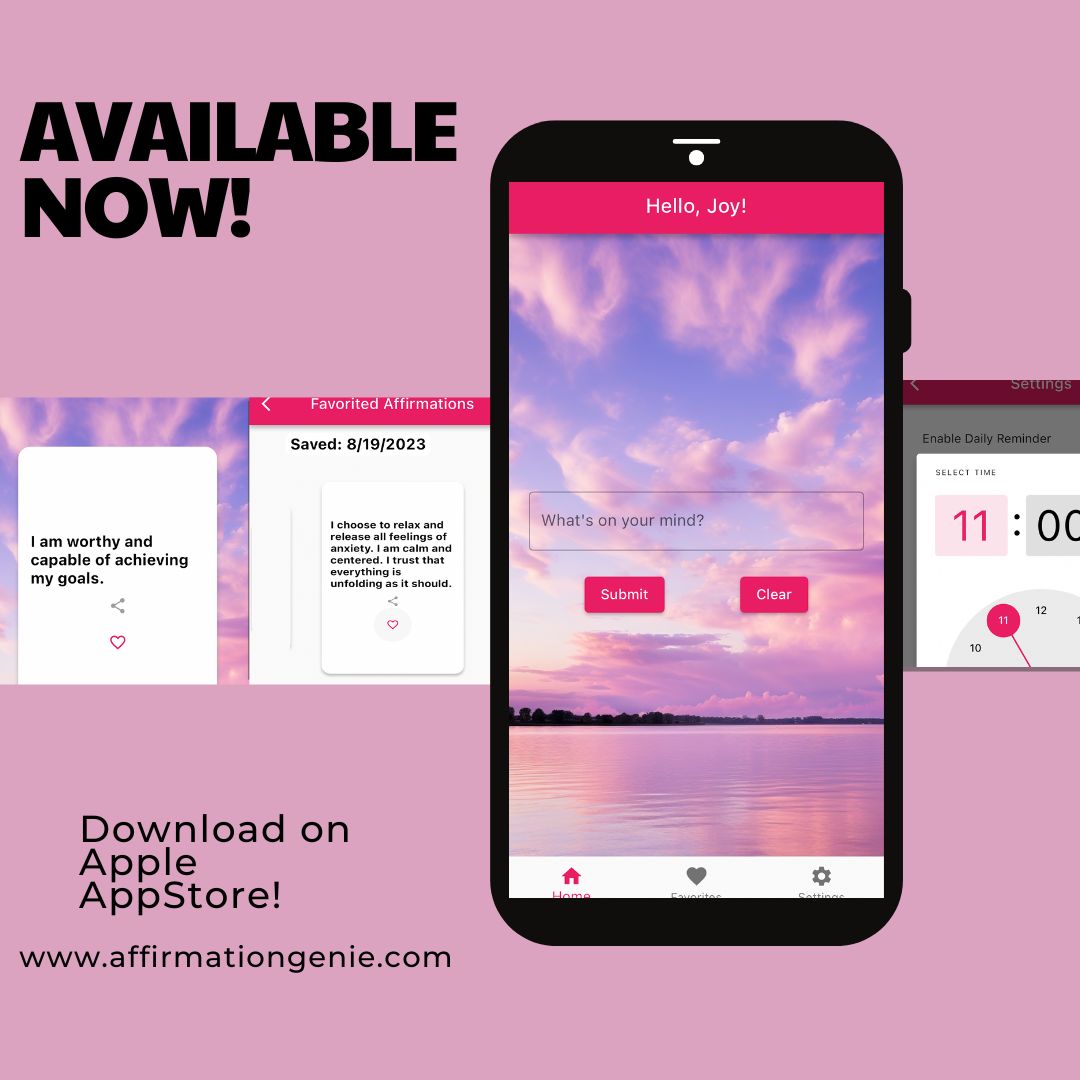 AVAILABLE
NOW!
Hello, Joy!
Favorited Affirmations
Saved: 8/19/2023
I am worthy and
capable of achieving
my goals.
I choose to relax and
release all feelings of
anxiety. I am calm and
centered. I trust that
everything is
unfolding as it should.
What's on your mind?
Submit
Clear
Home
Favorites
Settings
Settings
Enable Daily Reminder
SELECT TIME
11:00
12
11
10
Download on
Apple
AppStore!
www.affirmationgenie.com